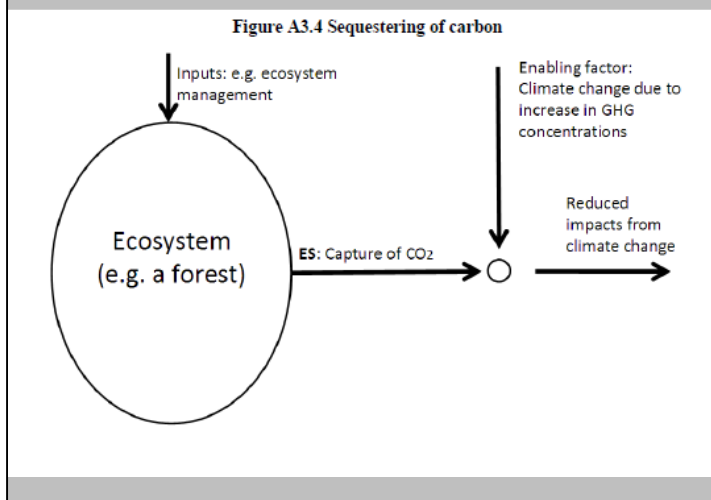 Figure A3.4 Sequestering of carbon
Inputs: e.g. ecosystem
management
Enabling factor:
Climate change due to
increase in GHG
concentrations
Ecosystem
(e.g. a forest)
ES: Capture of CO2
Reduced
impacts from
climate change